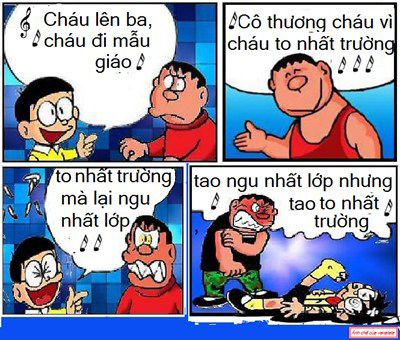 Cháu lên ba,
cháu đi mẫu
giáo
Cô thương cháu vì
cháu to nhất trường
to nhất trường
mà lại ngu
nhất lớp
tao ngu nhất lớp nhưng
tao to nhất
trường